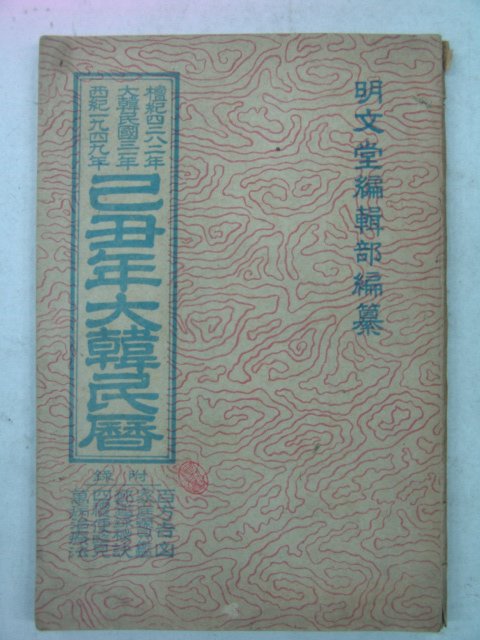 明文堂編輯部編纂
檀紀四二八二年
大韓民國三一年
西紀一九四九年
己丑年大韓民曆
附錄
百方吉凶